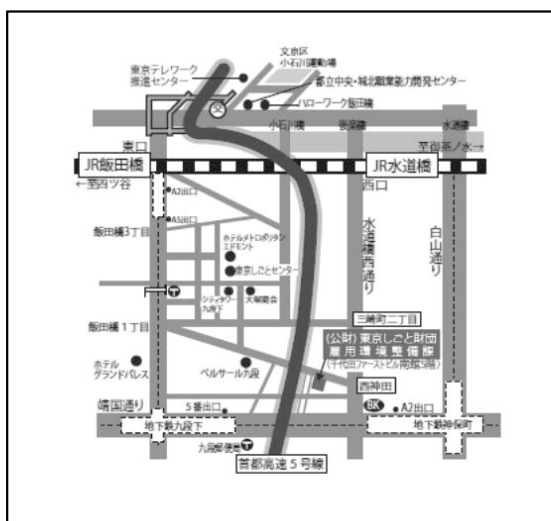 文京区
小石川運動場
東京テレワーク
推進センター
都立中央・城北職業能力開発センター
ハローワーク飯田橋
小石川橋
後楽橋
水道橋
東口
至御茶ノ水→
JR飯田橋
JR水道橋
←至四ツ谷
西口
A2出口
A5出口
飯田橋3丁目
ホテルメトロポリタン
エドモント
東京しごとセンター
水道橋西通り
白山通り
シティタワー
九段下
大塚商会
飯田橋1丁目
三崎町二丁目
(公財)東京しごと財団
雇用環境整備課
(千代田ファーストビル南館5階)
ホテル
グランドパレス
ベルサール九段
西神田
靖国通り
5番出口
BK
A2出口
地下鉄九段下
地下鉄神保町
九段郵便局
首都高速5号線